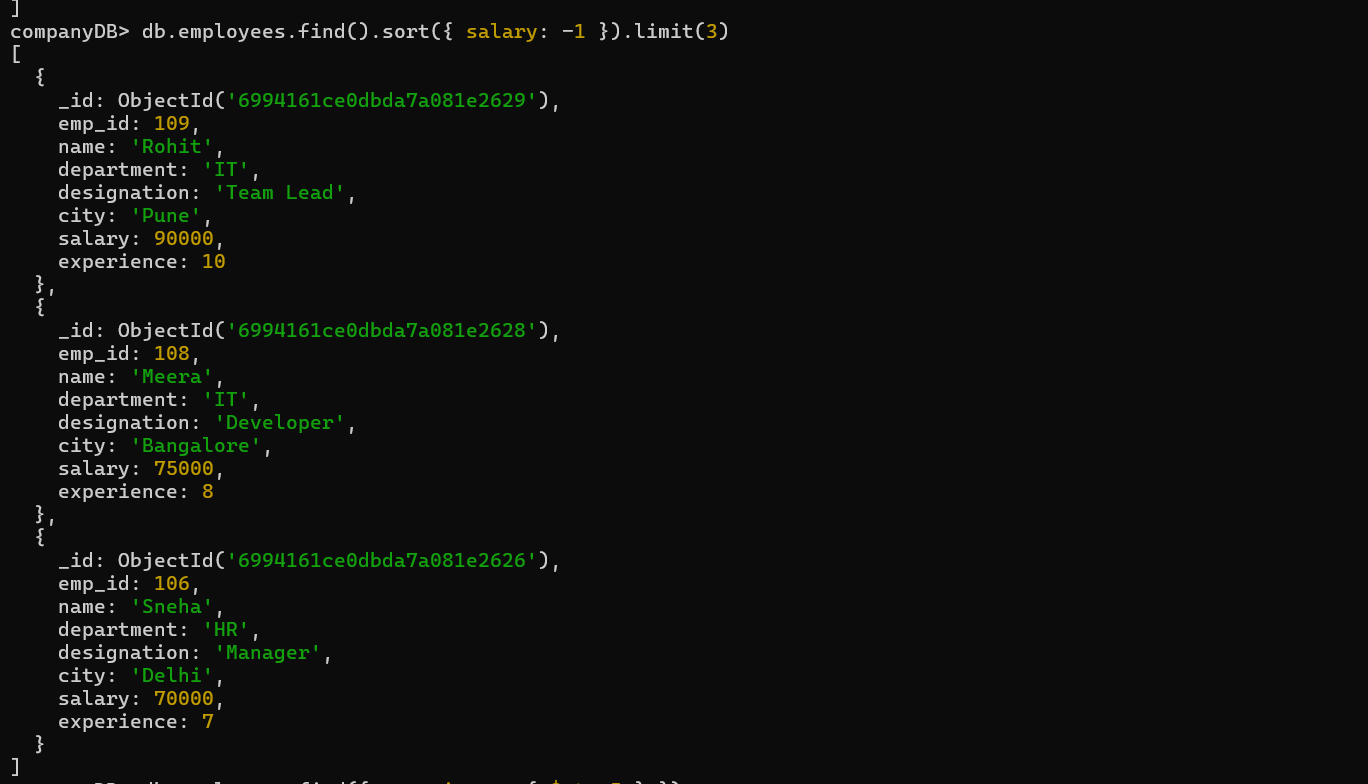 ]
companyDB> db.employees.find().sort({ salary: -1 }).limit(3)
[
  {
    _id: ObjectId('6994161ce0dbda7a081e2629'),
    emp_id: 109,
    name: 'Rohit',
    department: 'IT',
    designation: 'Team Lead',
    city: 'Pune',
    salary: 90000,
    experience: 10
  },
  {
    _id: ObjectId('6994161ce0dbda7a081e2628'),
    emp_id: 108,
    name: 'Meera',
    department: 'IT',
    designation: 'Developer',
    city: 'Bangalore',
    salary: 75000,
    experience: 8
  },
  {
    _id: ObjectId('6994161ce0dbda7a081e2626'),
    emp_id: 106,
    name: 'Sneha',
    department: 'HR',
    designation: 'Manager',
    city: 'Delhi',
    salary: 70000,
    experience: 7
  }
]